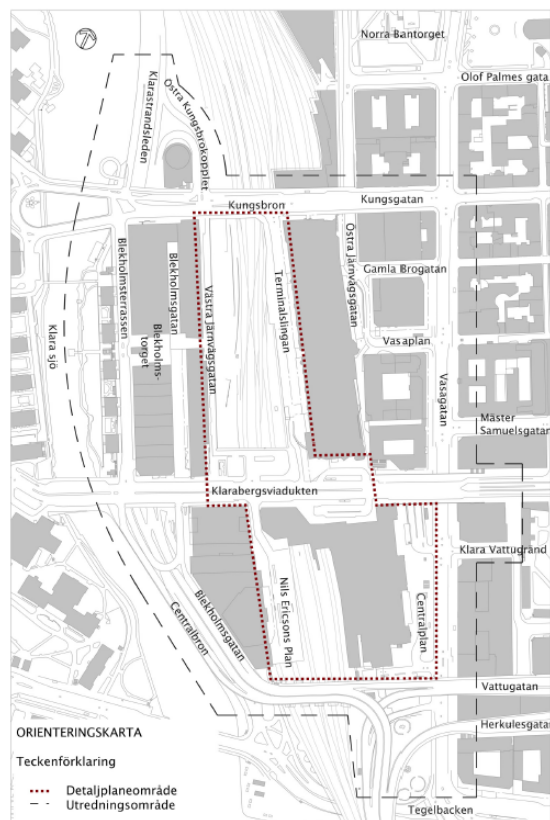 Norra Bantorget
Olof Palmes gata
Klarastrandsleden
Östra Kungsbrokopplet
Kungsbron
Kungsgatan
Östra Järnvägsgatan
Gamla Brogatan
Blekholmsterrassen
Blekholmsgatan
Västra Järnvägsgatan
Terminalslingan
Klara sjö
Blekholms-
torget
Vasaplan
Vasagatan
Mäster
Samuelsgatan
Klarabergsviadukten
Klara Vattugränd
Centralbron
Blekholmsgatan
Nils Ericsons Plan
Centralplan
Vattugatan
Herkulesgatan
Tegelbacken
ORIENTERINGSKARTA
Teckenförklaring
Detaljplaneområde
Utredningsområde